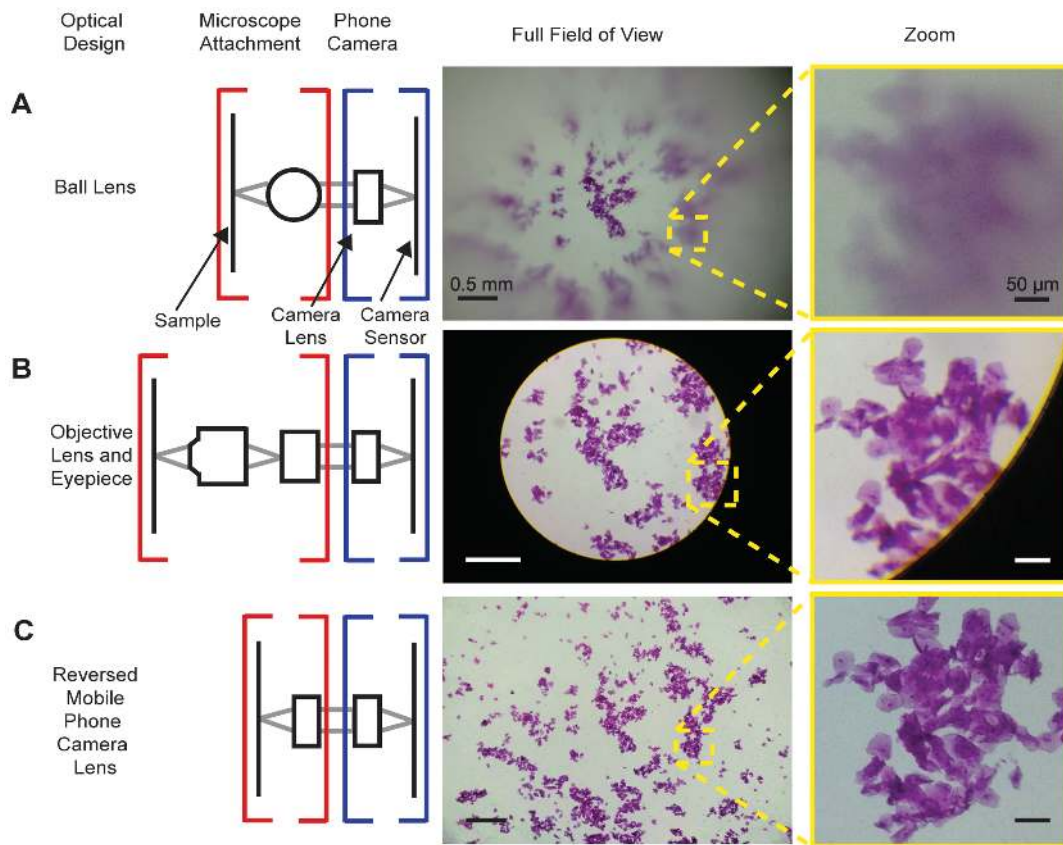 Optical
Design
Microscope
Attachment
Phone
Camera
Full Field of View
Zoom
A
Ball Lens
Sample
Camera
Lens
Camera
Sensor
0.5 mm
50 µm
B
Objective
Lens and
Eyepiece
C
Reversed
Mobile
Phone
Camera
Lens